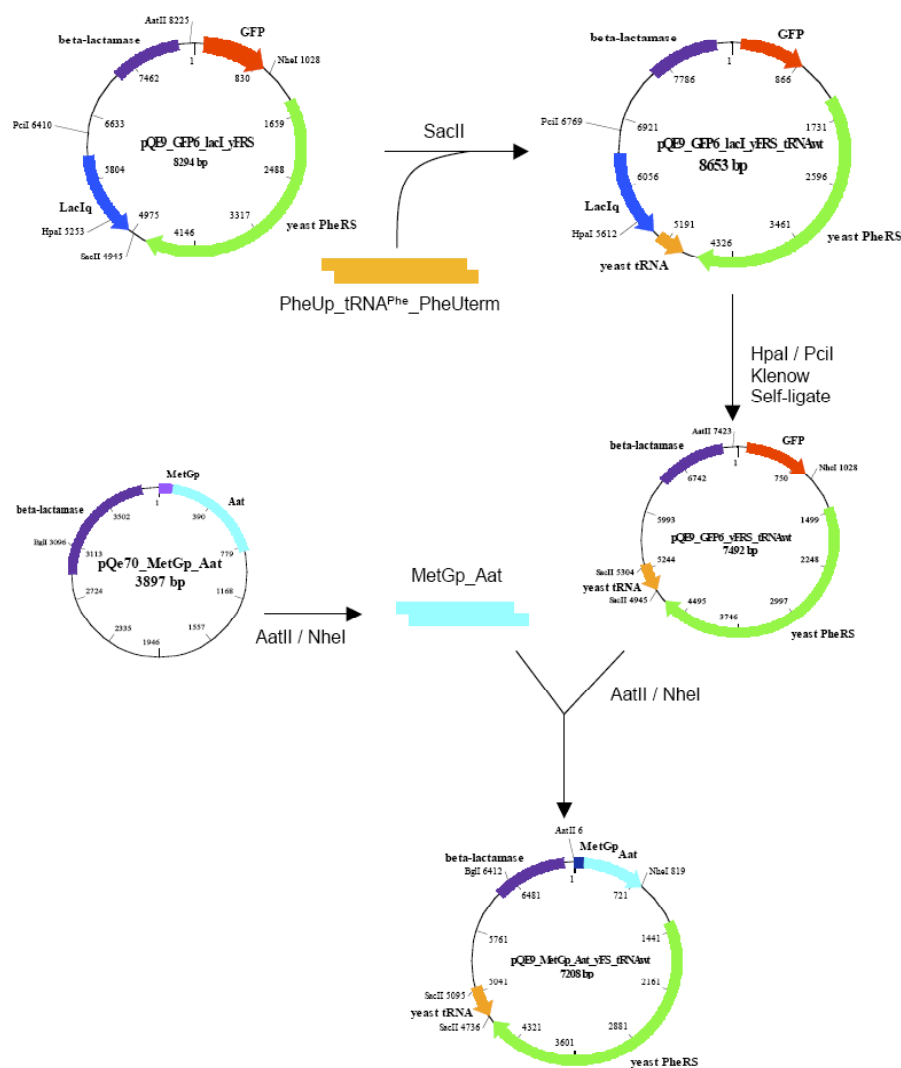 AatII 8225
beta-lactamase
1
GFP
NheI 1028
7462
830
PciI 6410
6633
1659
pQE9_GFP6_lacI_yFRS
8294 bp
5804
2488
LacIq
4975
3317
HpaI 5253
4146
yeast PheRS
SacII 4945
SacII
PheUp_tRNAPhe_PheUterm
GFP
beta-lactamase
1
7786
866
PciI 6769
6921
1731
pQE9_GFP6_lacI_yFRS_tRNAwt
8653 bp
6056
2596
LacIq
HpaI 5612
5191
3461
4326
yeast PheRS
yeast tRNA
HpaI / PciI
Klenow
Self-ligate
AatII 7423
beta-lactamase
GFP
1
NheI 1028
6742
750
5993
1499
pQE9_GFP6_yFRS_tRNAwt
7492 bp
5244
2248
SacII 5304
yeast tRNA
SacII 4945
4495
2997
3746
yeast PheRS
MetGp
1
Aat
beta-lactamase
3502
390
BglI 3096
3113
779
pQe70_MetGp_Aat
3897 bp
2724
1168
2335
1557
1946
AatII / NheI
MetGp_Aat
AatII / NheI
AatII 6
MetGp
beta-lactamase
Aat
BglI 6412
1
NheI 819
6481
721
5761
1441
pQE9_MetGp_Aat_yFS_tRNAwt
7208 bp
5041
2161
SacII 5095
yeast tRNA
SacII 4736
4321
2881
3601
yeast PheRS